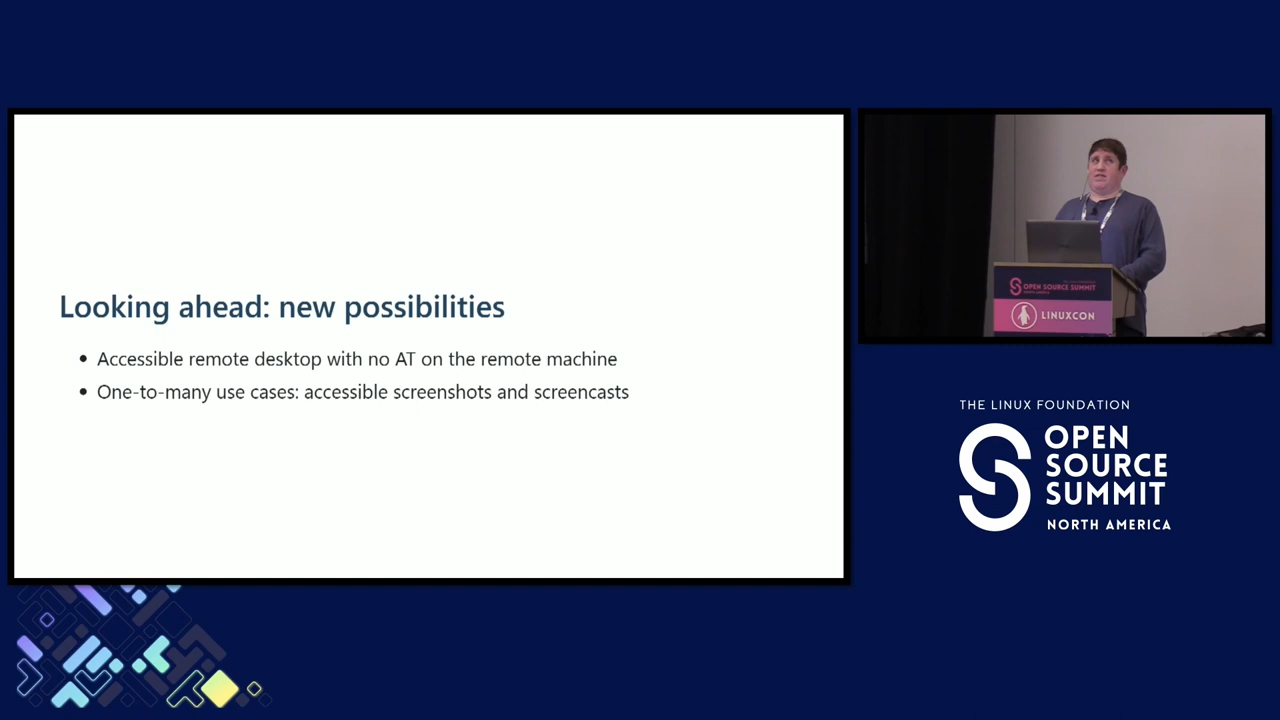 Looking ahead: new possibilities
• Accessible remote desktop with no AT on the remote machine
• One-to-many use cases: accessible screenshots and screencasts
OPEN SOURCE SUMMIT
LINUXCON
THE LINUX FOUNDATION
OPEN
SOURCE
SUMMIT
NORTH AMERICA